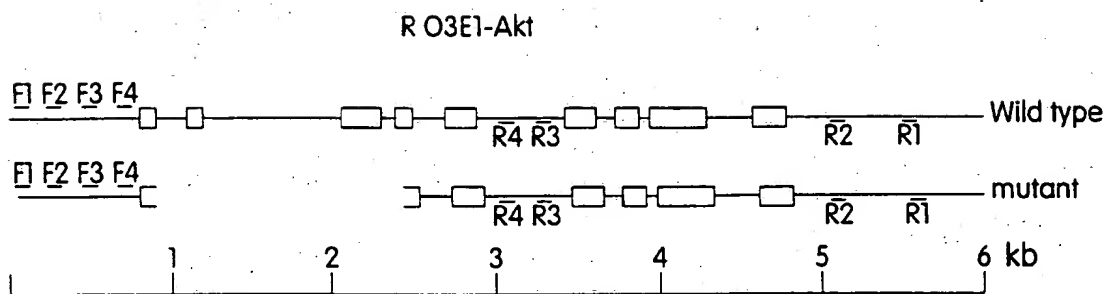 R O3E1-Akt
F1 F2 F3 F4
Wild type
R4 R3 R2 R1
F1 F2 F3 F4
mutant
R4 R3 R2 R1
1 2 3 4 5 6 kb